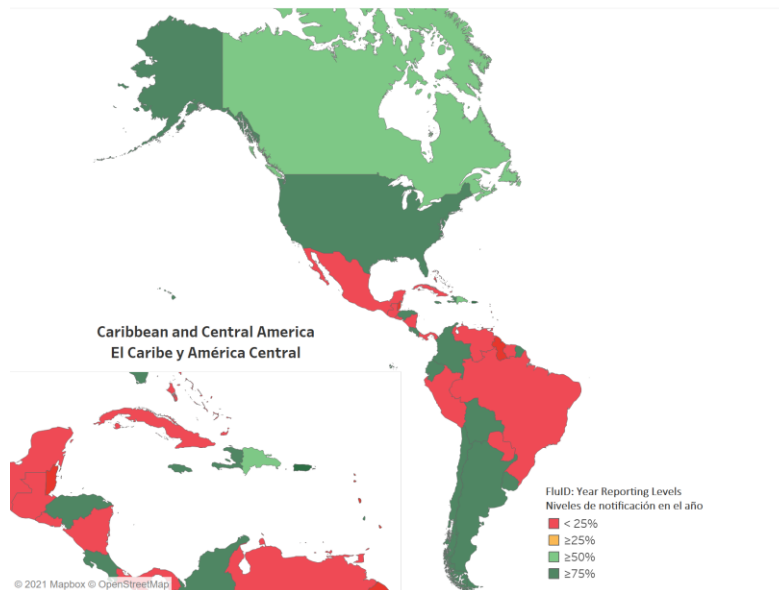 Caribbean and Central America
El Caribe y América Central
FluID: Year Reporting Levels
Niveles de notificación en el año
< 25%
≥25%
≥50%
≥75%
© 2021 Mapbox © OpenStreetMap